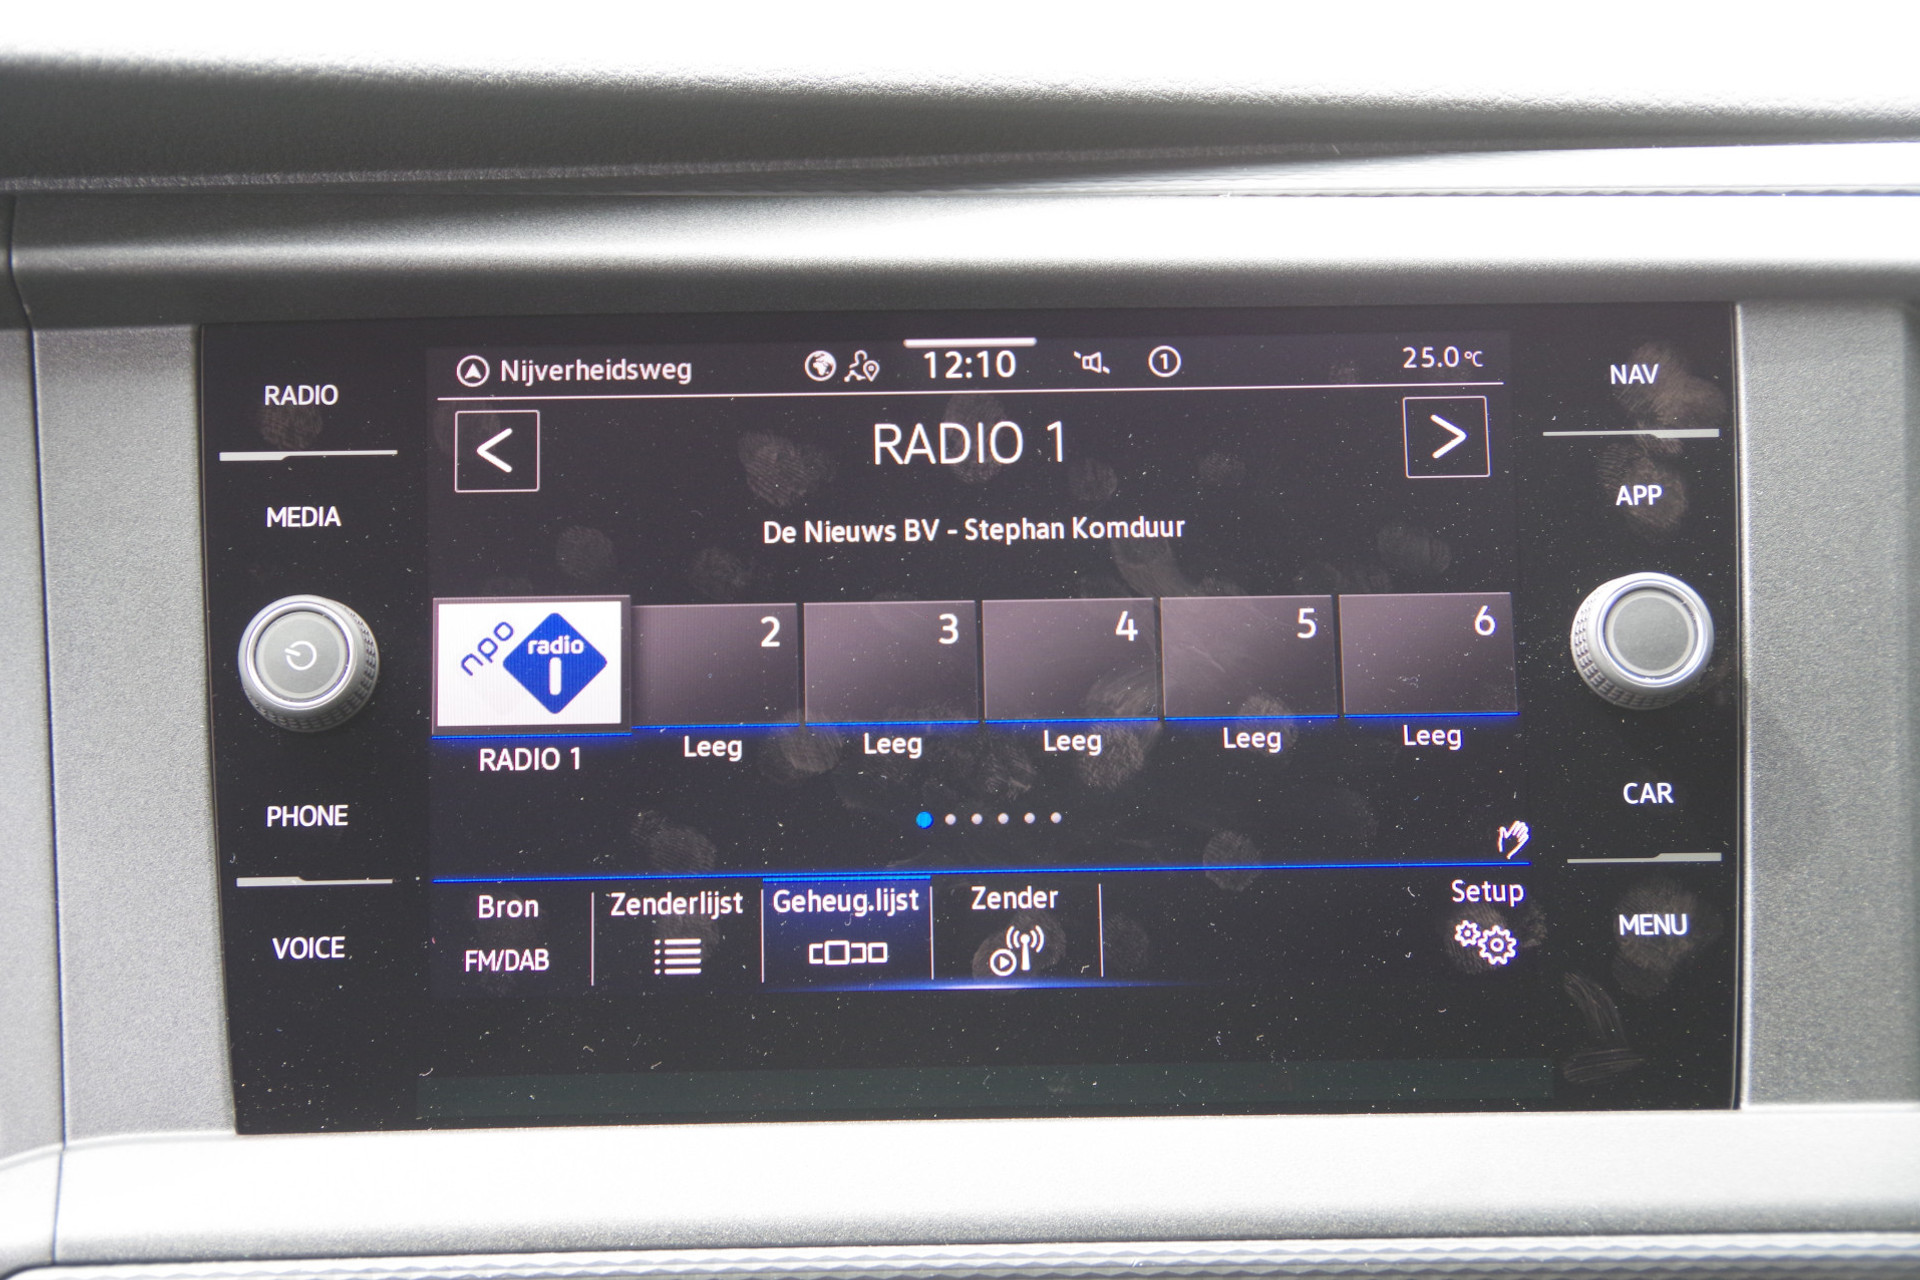 Nijverheidsweg 12:10 1 25.0°C
RADIO
MEDIA
PHONE
VOICE
< RADIO 1 >
De Nieuws BV - Stephan Komduur
npo radio 1
2
3
4
5
6
RADIO 1
Leeg
Leeg
Leeg
Leeg
Leeg
Bron
FM/DAB
Zenderlijst
Geheug.lijst
Zender
Setup
NAV
APP
CAR
MENU